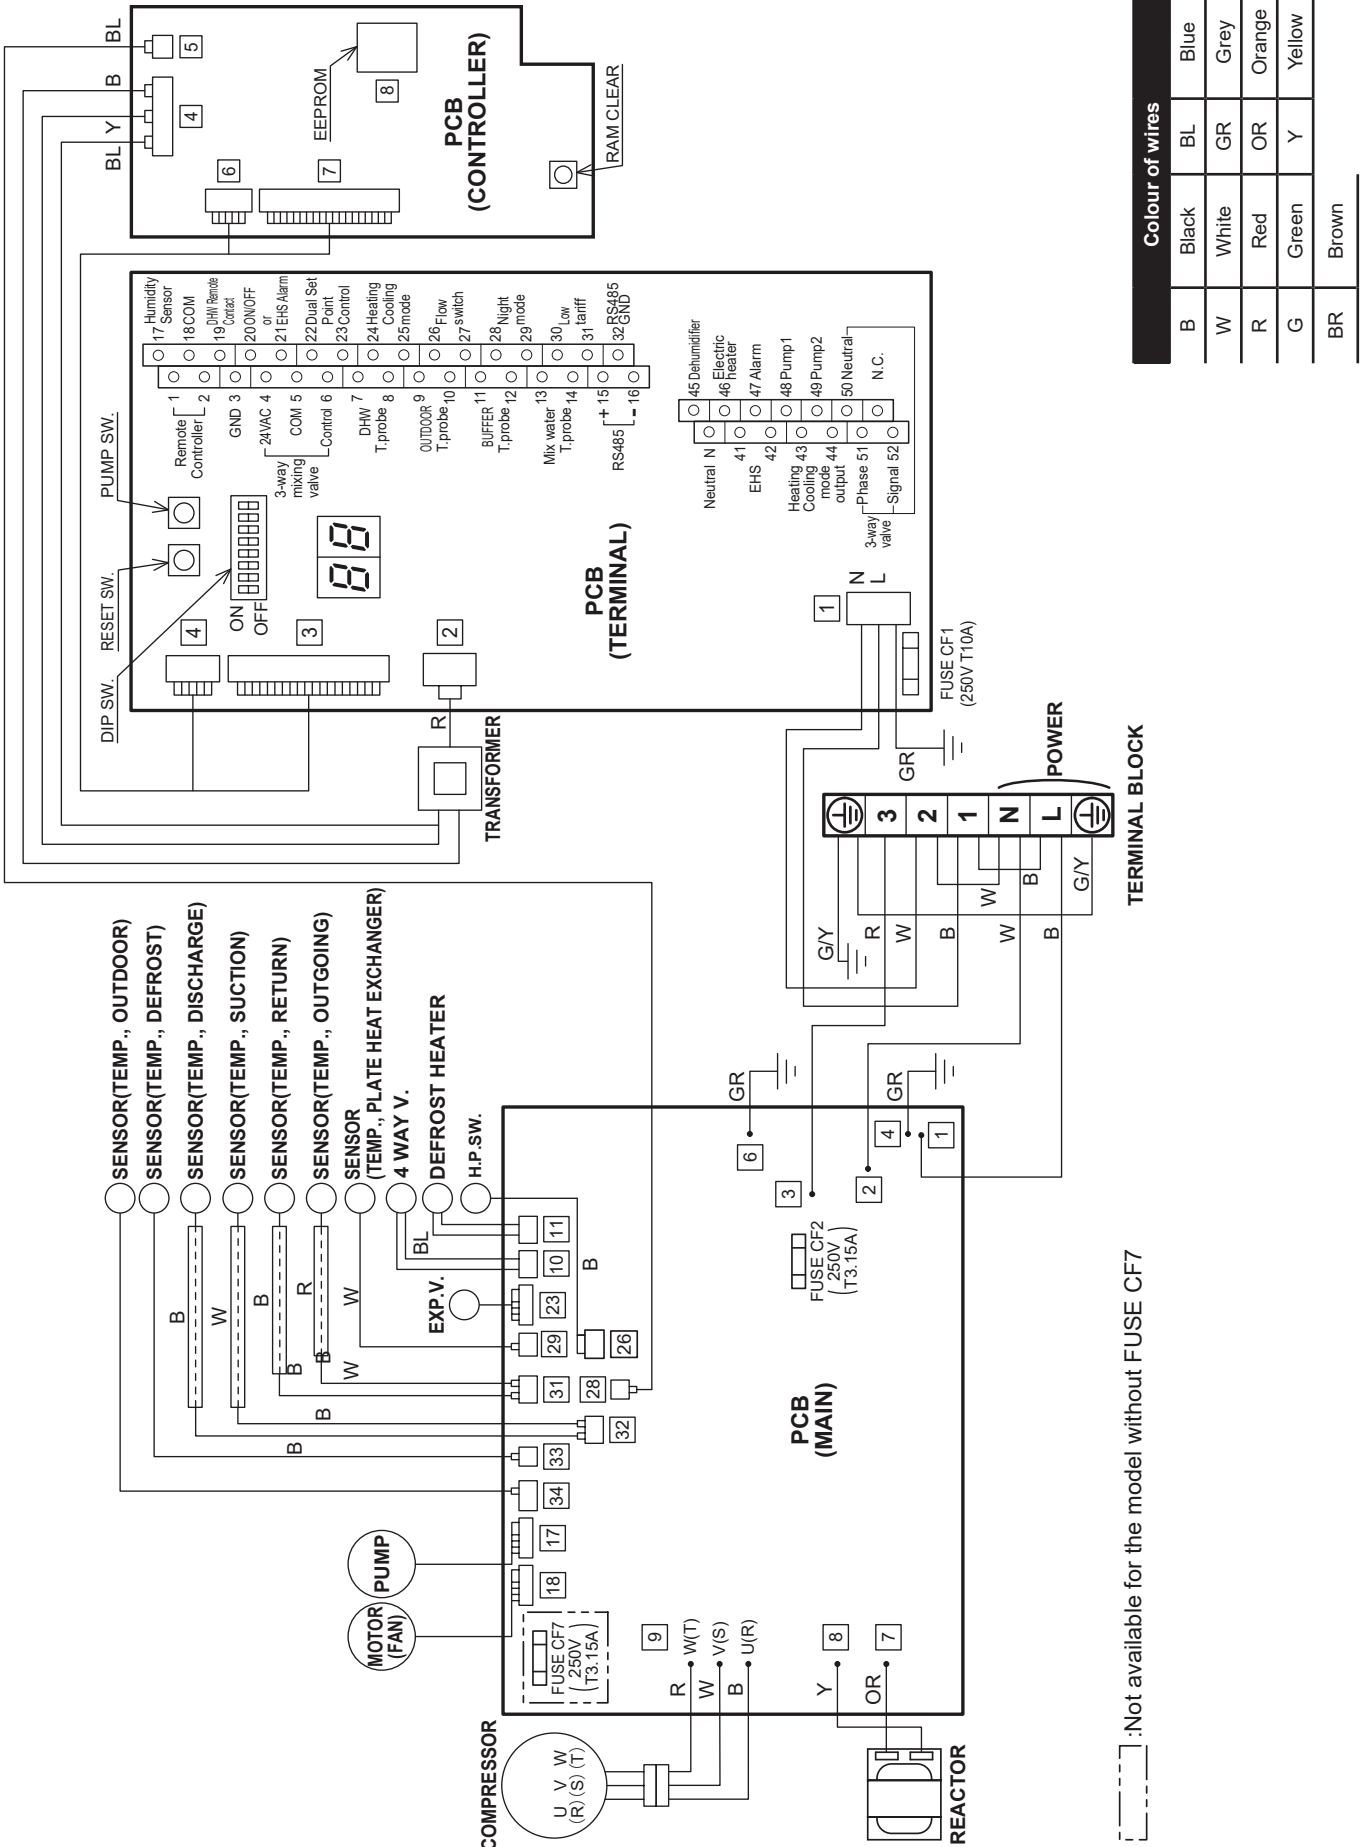 COMPRESSOR
U V W
(R) (S) (T)
REACTOR
MOTOR
(FAN)
PUMP
FUSE CF7
250V
(T3.15A)
R
W
B
9
W(T)
V(S)
U(R)
Y
OR
8
7
18
17
34
33
32
31
28
29
26
23
10
11
PCB
(MAIN)
FUSE CF2
250V
(T3.15A)
3
2
6
4
1
GR
GR
SENSOR(TEMP., OUTDOOR)
SENSOR(TEMP., DEFROST)
SENSOR(TEMP., DISCHARGE)
SENSOR(TEMP., SUCTION)
SENSOR(TEMP., RETURN)
SENSOR(TEMP., OUTGOING)
SENSOR
(TEMP., PLATE HEAT EXCHANGER)
4 WAY V.
DEFROST HEATER
H.P.SW.
EXP.V.
B
W
B
R
W
BL
B
B
B
B
B
W
TRANSFORMER
R
TERMINAL BLOCK
POWER
3
2
1
N
L
G/Y
R
W
B
W
B
W
B
G/Y
GR
FUSE CF1
(250V T10A)
1
N
L
DIP SW.
RESET SW.
PUMP SW.
ON
OFF
4
3
2
88
PCB
(TERMINAL)
17 Humidity
Sensor
18COM
19 DHW Remote
Contact
20 ON/OFF
or
21 EHS Alarm
22 Dual Set
Point
23 Control
24 Heating
Cooling
25 mode
26 Flow
27 switch
28 Night
29 mode
30 Low
31 tariff
32 RS485
GND
1
Remote
Controller 2
GND 3
24VAC 4
COM 5
Control 6
3-way
mixing
valve
7
DHW
T.probe 8
9
OUTDOOR
T.probe 10
11
BUFFER
T.probe 12
13
Mix water
T.probe 14
+ 15
RS485
- 16
45 Dehumidifier
46 Electric
heater
47 Alarm
48 Pump1
49 Pump2
50 Neutral
N.C.
Neutral N
41
EHS
42
Heating
Cooling 43
mode
output 44
Phase 51
Signal 52
3-way
valve
BL Y B BL
4
5
6
7
EEPROM
8
PCB
(CONTROLLER)
RAM CLEAR
:Not available for the model without FUSE CF7
Colour of wires
B Black BL Blue
W White GR Grey
R Red OR Orange
G Green Y Yellow
BR Brown